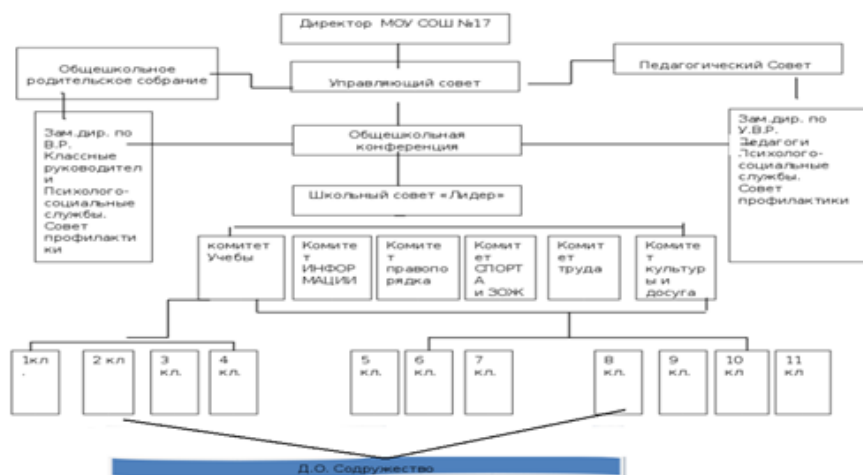 Директор МОУ СОШ №17
Общешкольное
родительское собрание
Управляющий совет
Педагогический Совет
Зам.дир. по
В.Р.
Классные
руководител
и
Психолого-
социальные
службы.
Совет
профилакти
ки
Общешкольная
конференция
Зам.дир. по
У.В.Р.
Педагоги
Психолого-
социальные
службы.
Совет
профилактики
Школьный совет «Лидер»
комитет
Учебы
Комите
т
ИНФОР
МАЦИИ
Комите
т
правопо
рядка
Комит
ет
СПОРТ
А
и ЗОЖ
Комит
ет
труда
Комите
т
культур
ы и
досуга
1кл
.
2 кл
3
кл.
4
кл.
5
кл.
6
кл.
7
кл.
8
кл.
9
кл.
10
кл
11
кл
Д.О. Содружество